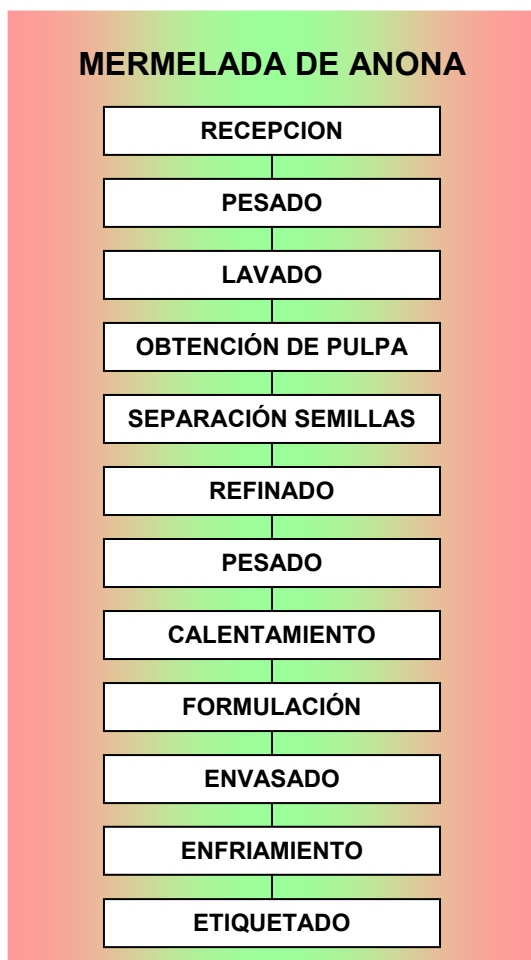 MERMELADA DE ANONA
RECEPCION
PESADO
LAVADO
OBTENCIÓN DE PULPA
SEPARACIÓN SEMILLAS
REFINADO
PESADO
CALENTAMIENTO
FORMULACIÓN
ENVASADO
ENFRIAMIENTO
ETIQUETADO